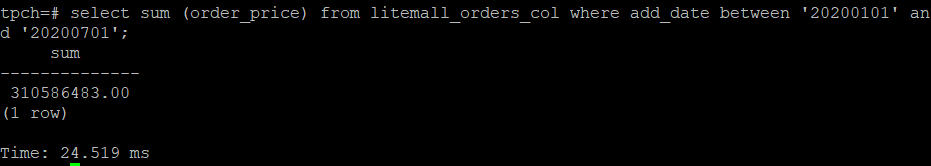 tpch=# select sum (order_price) from litemall_orders_col where add_date between '20200101' an
d '20200701';
     sum
--------------
 310586483.00
(1 row)

Time: 24.519 ms